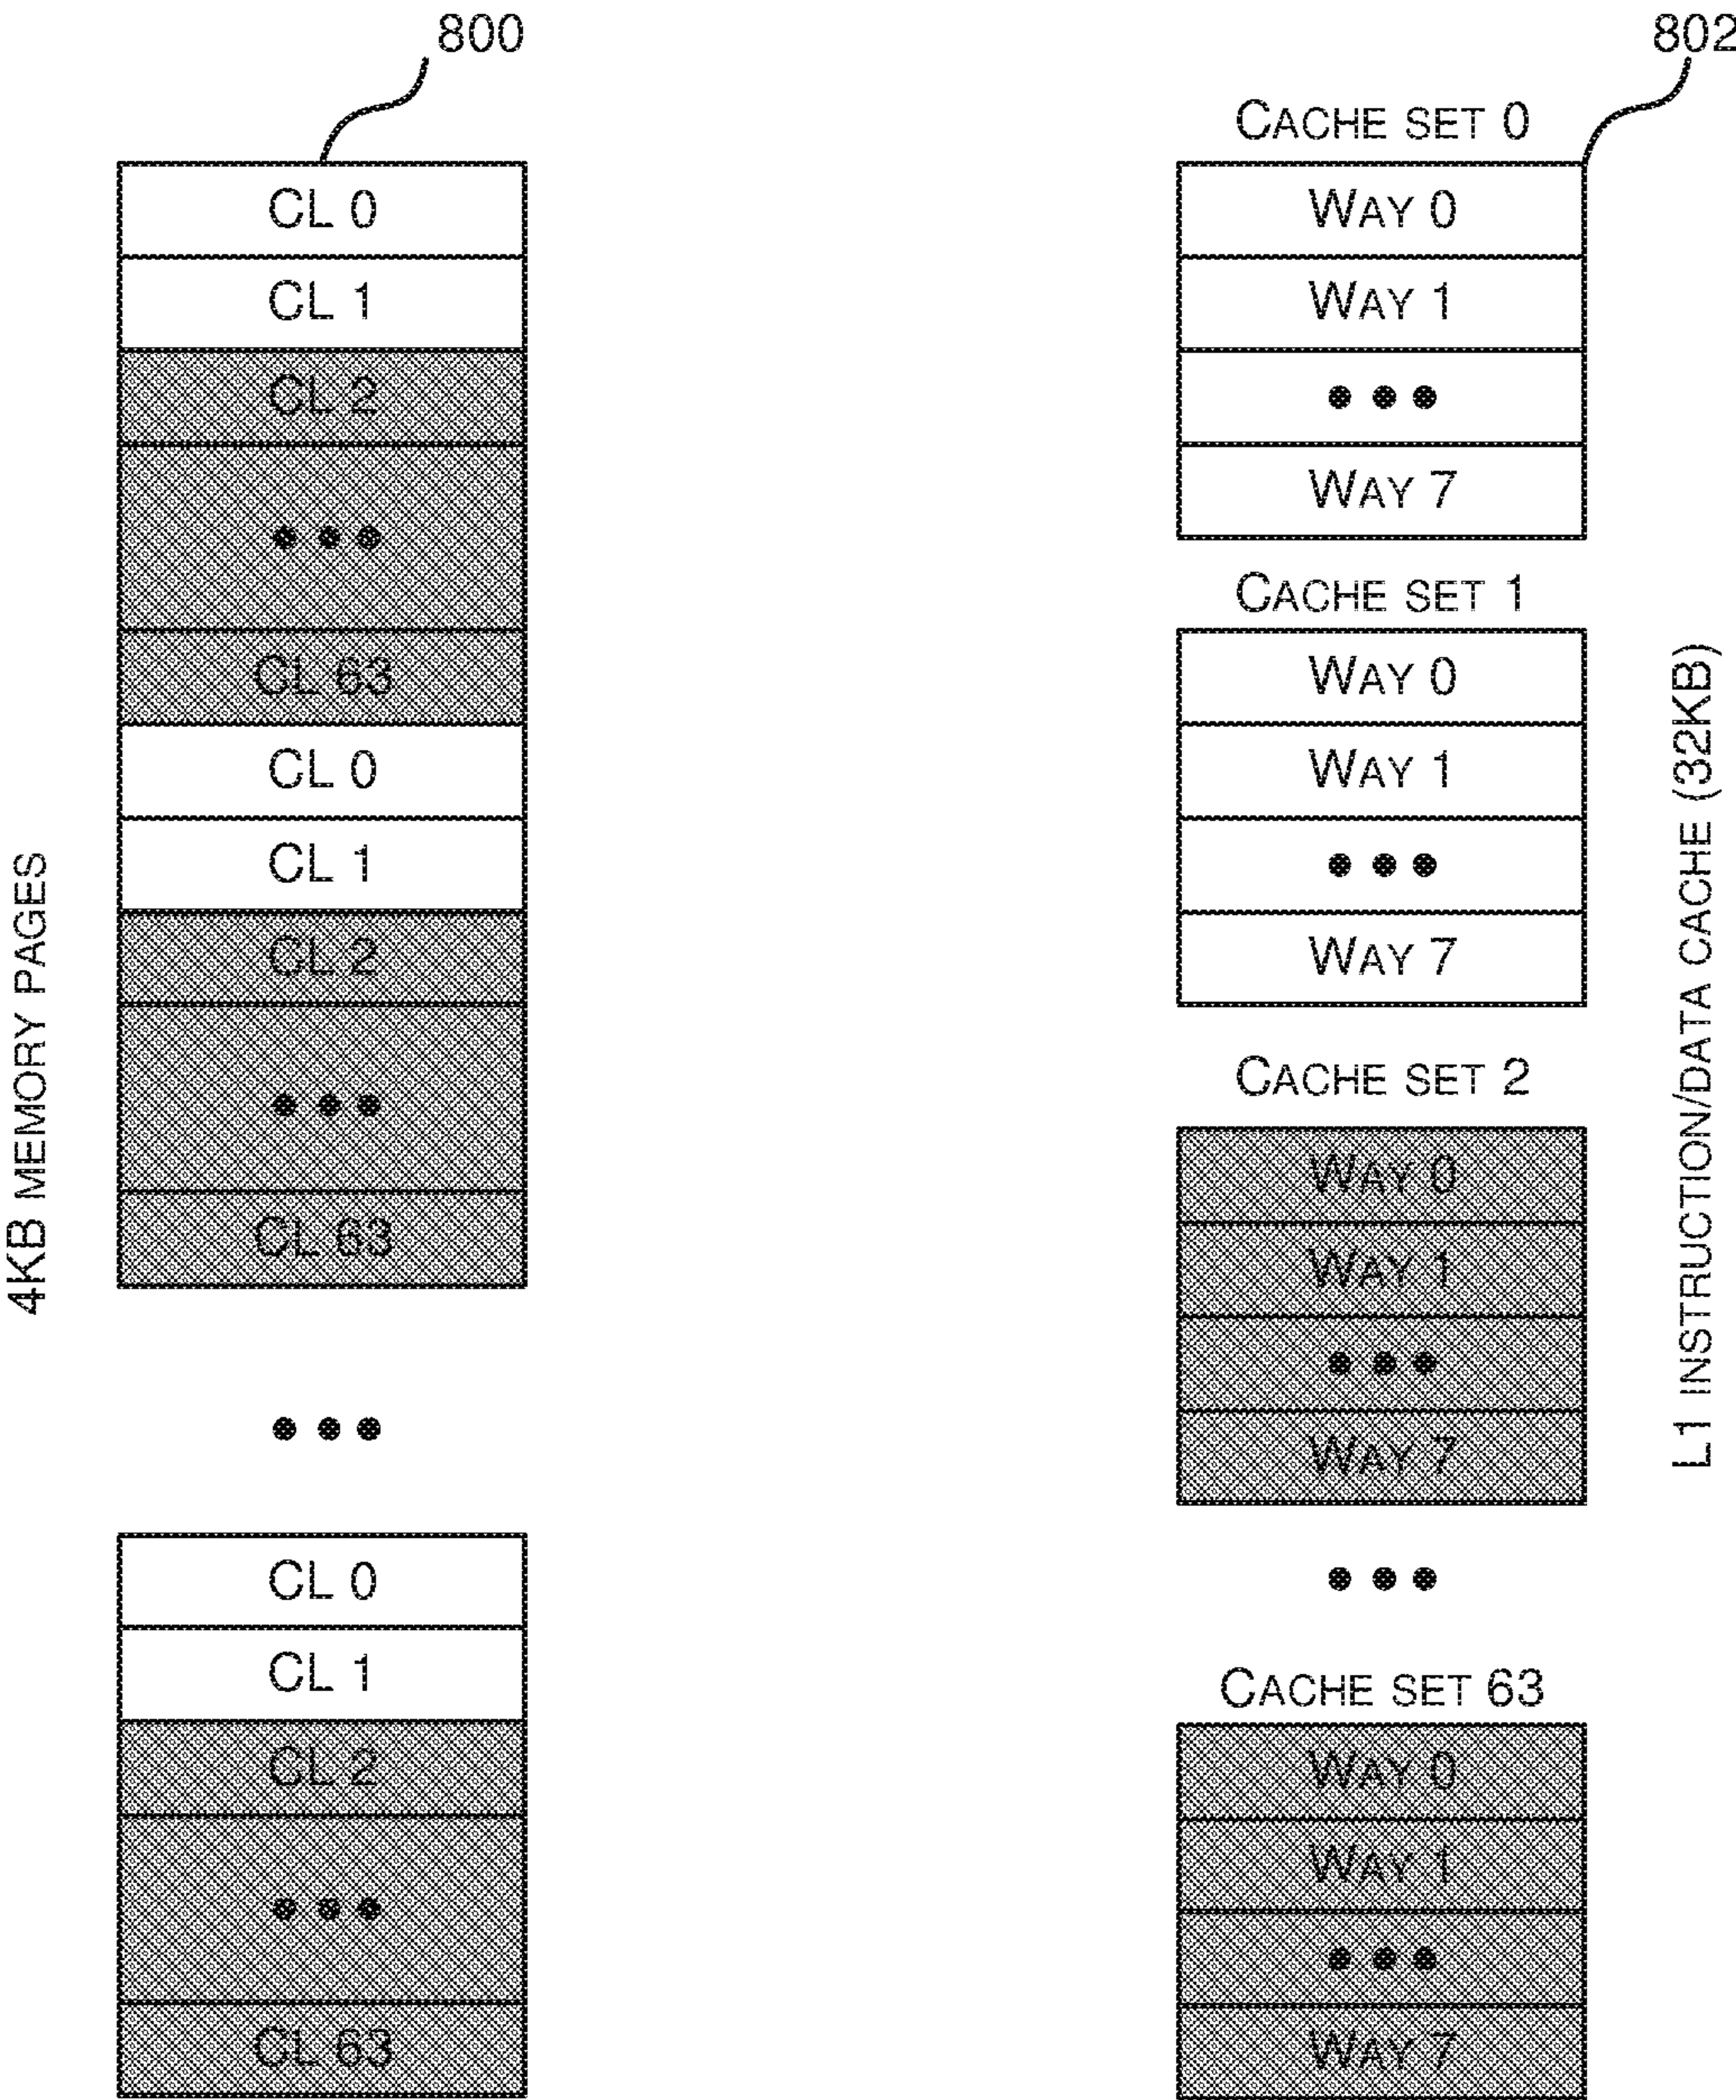 800
4KB MEMORY PAGES
CL 0
CL 1
CL 2
•••
CL 63
CL 0
CL 1
CL 2
•••
CL 63
•••
CL 0
CL 1
CL 2
•••
CL 63
802
L1 INSTRUCTION/DATA CACHE (32KB)
CACHE SET 0
WAY 0
WAY 1
•••
WAY 7
CACHE SET 1
WAY 0
WAY 1
•••
WAY 7
CACHE SET 2
WAY 0
WAY 1
•••
WAY 7
•••
CACHE SET 63
WAY 0
WAY 1
•••
WAY 7